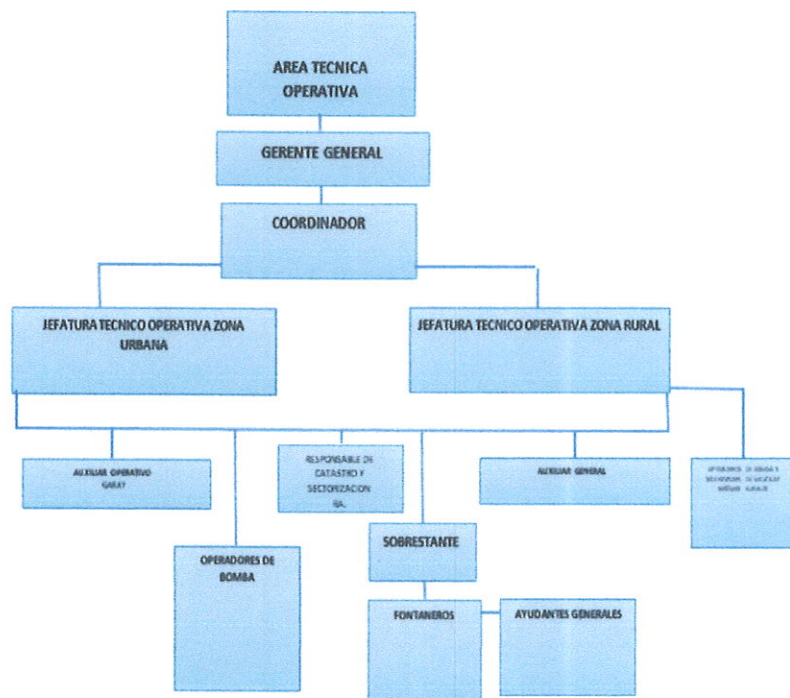 AREA TECNICA
OPERATIVA
GERENTE GENERAL
COORDINADOR
JEFATURA TECNICO OPERATIVA ZONA
URBANA
JEFATURA TECNICO OPERATIVA ZONA RURAL
AUXILIAR OPERATIVO
GARAY
RESPONSABLE DE
CATASTRO Y
SECTORIZACION
AUXILIAR GENERAL
OPERADORES DE
BOMBA
SOBRESTANTE
FONTANEROS
AYUDANTES GENERALES